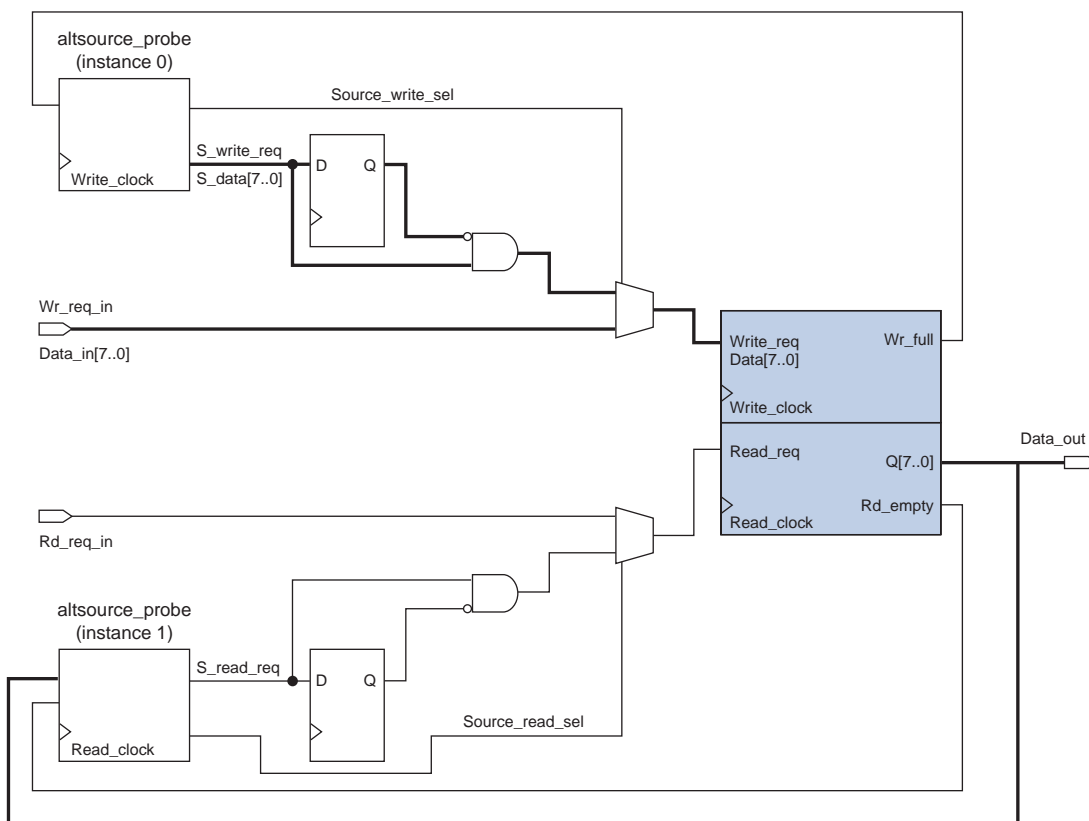 altsource_probe
(instance 0)
Source_write_sel
S_write_req
D
Q
S_data[7..0]
Write_clock
Wr_req_in
Data_in[7..0]
Write_req
Wr_full
Data[7..0]
Write_clock
Data_out
Read_req
Q[7..0]
Rd_empty
Read_clock
Rd_req_in
altsource_probe
(instance 1)
S_read_req
D
Q
Source_read_sel
Read_clock